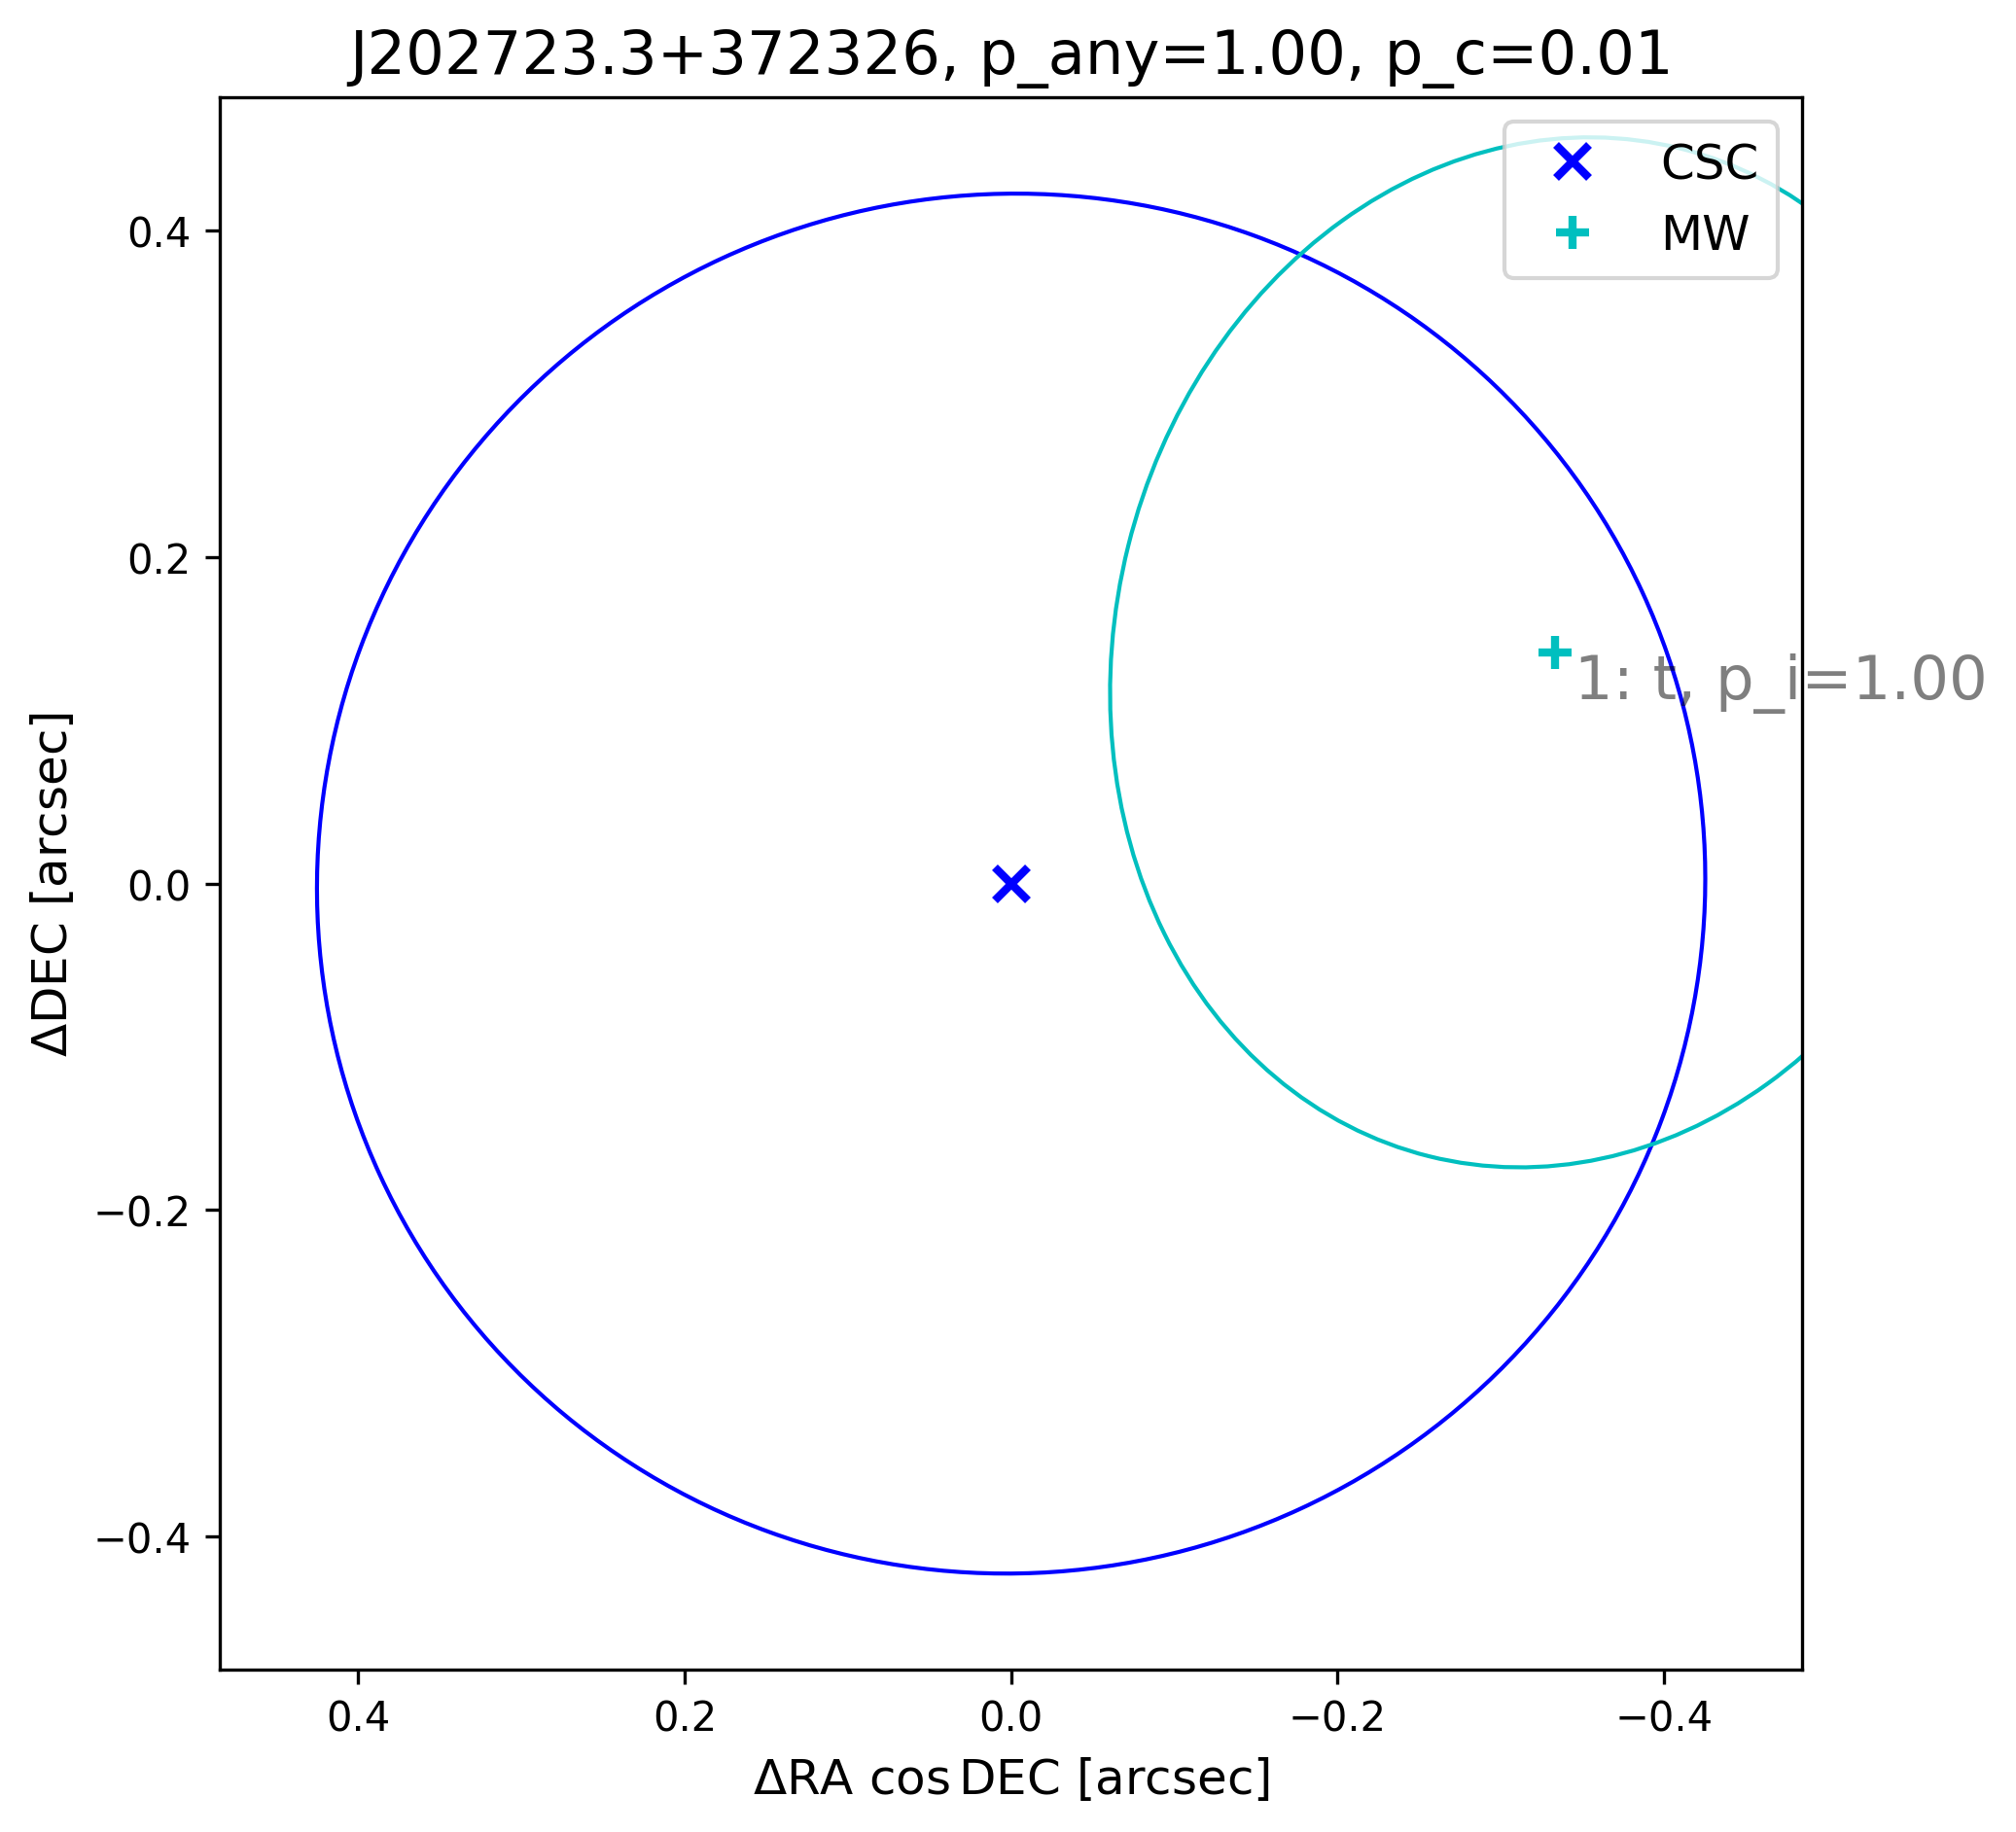 J202723.3+372326, p_any=1.00, p_c=0.01
CSC
MW
1: t, p_i=1.00
0.4
0.2
0.0
−0.2
−0.4
ΔDEC [arcsec]
0.4
0.2
0.0
−0.2
−0.4
ΔRA cos DEC [arcsec]